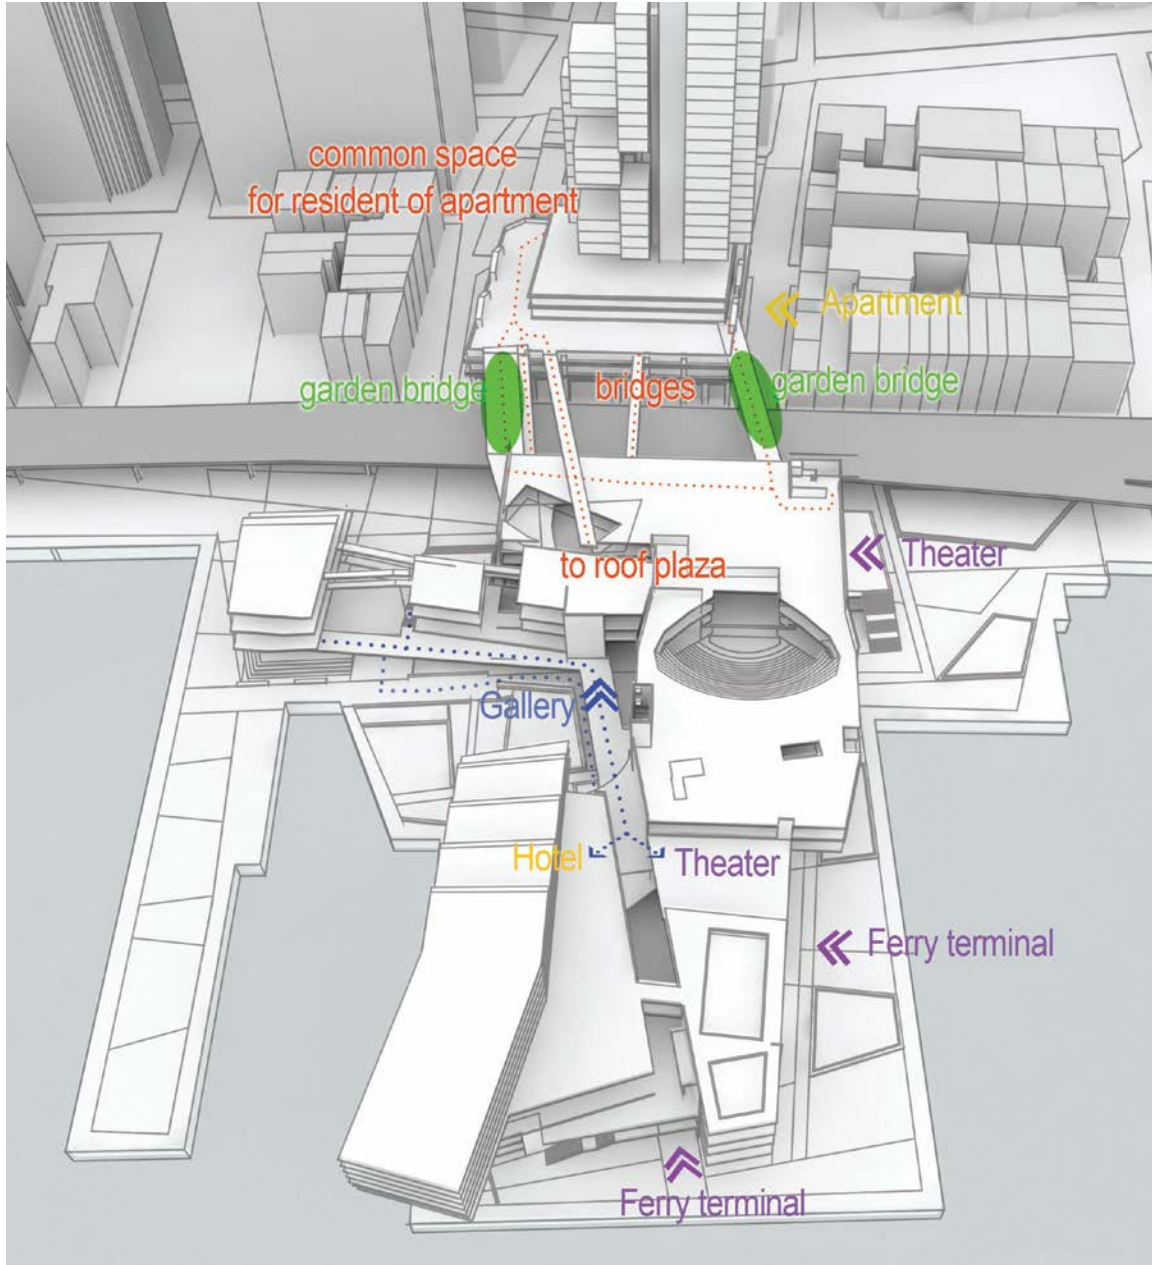 common space
for resident of apartment
Apartment
garden bridge
bridges
garden bridge
Theater
to roof plaza
Gallery
Hotel
Theater
Ferry terminal
Ferry terminal